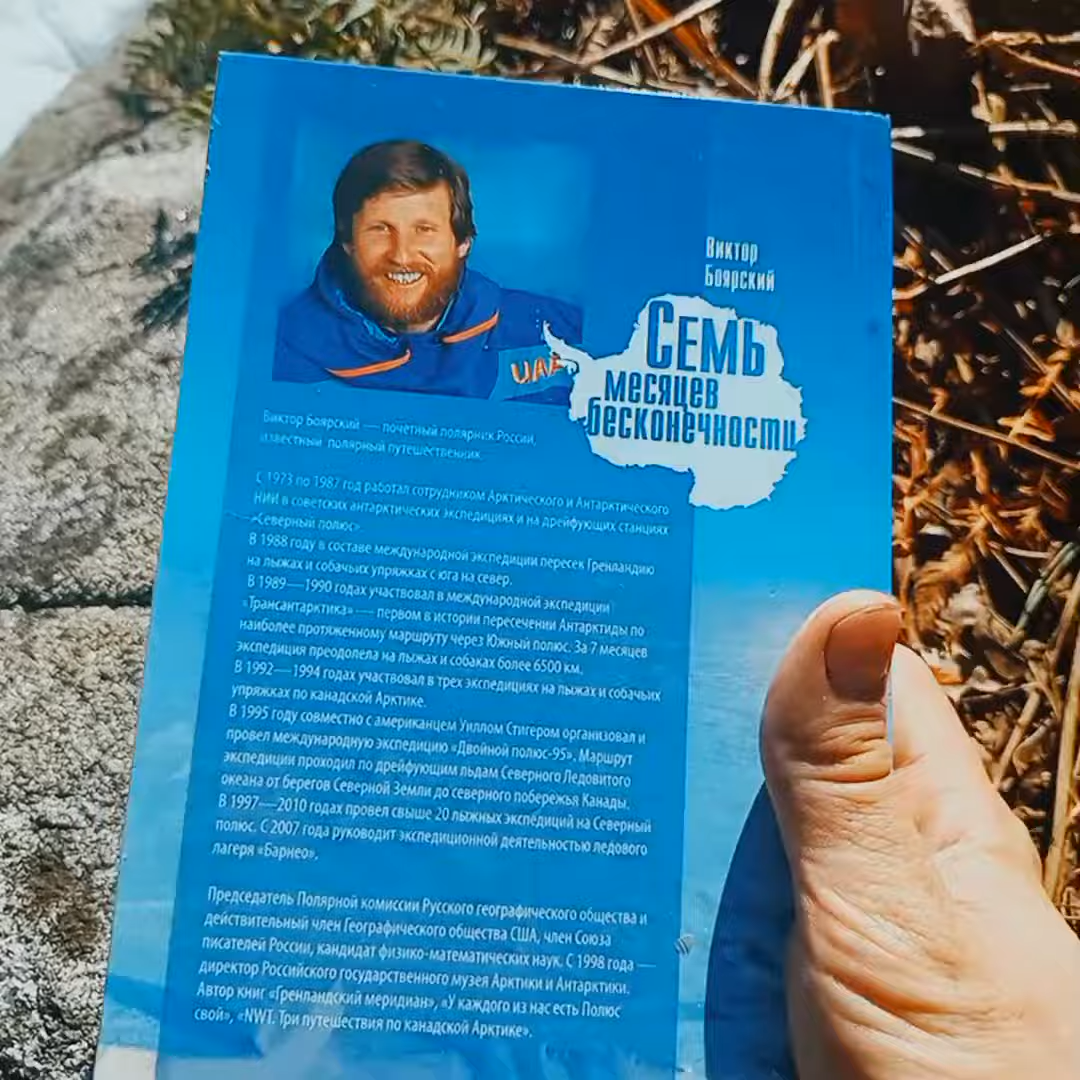 Виктор
Боярский
Семь
месяцев
бесконечности
UAA
Виктор Боярский — почетный полярник России,
известный полярный путешественник
С 1973 по 1987 год работал сотрудником Арктического и Антарктического
НИИ в советских антарктических экспедициях и на дрейфующих станциях
«Северный полюс».
В 1988 году в составе международной экспедиции пересек Гренландию
на лыжах и собачьих упряжках с юга на север.
В 1989—1990 годах участвовал в международной экспедиции
«Трансантарктика» — первом в истории пересечении Антарктиды по
наиболее протяженному маршруту через Южный полюс. За 7 месяцев
экспедиция преодолела на лыжах и собаках более 6500 км.
В 1992—1994 годах участвовал в трех экспедициях на лыжах и собачьих
упряжках по канадской Арктике.
В 1995 году совместно с американцем Уиллом Стигером организовал и
провел международную экспедицию «Двойной полюс-95». Маршрут
экспедиции проходил по дрейфующим льдам Северного Ледовитого
океана от берегов Северной Земли до северного побережья Канады.
В 1997—2010 годах провел свыше 20 лыжных экспедиций на Северный
полюс. С 2007 года руководит экспедиционной деятельностью ледового
лагеря «Барнео».
Председатель Полярной комиссии Русского географического общества и
действительный член Географического общества США, член Союза
писателей России, кандидат физико-математических наук. С 1998 года —
директор Российского государственного музея Арктики и Антарктики.
Автор книг «Гренландский меридиан», «У каждого из нас есть Полюс
свой», «NWT. Три путешествия по канадской Арктике».